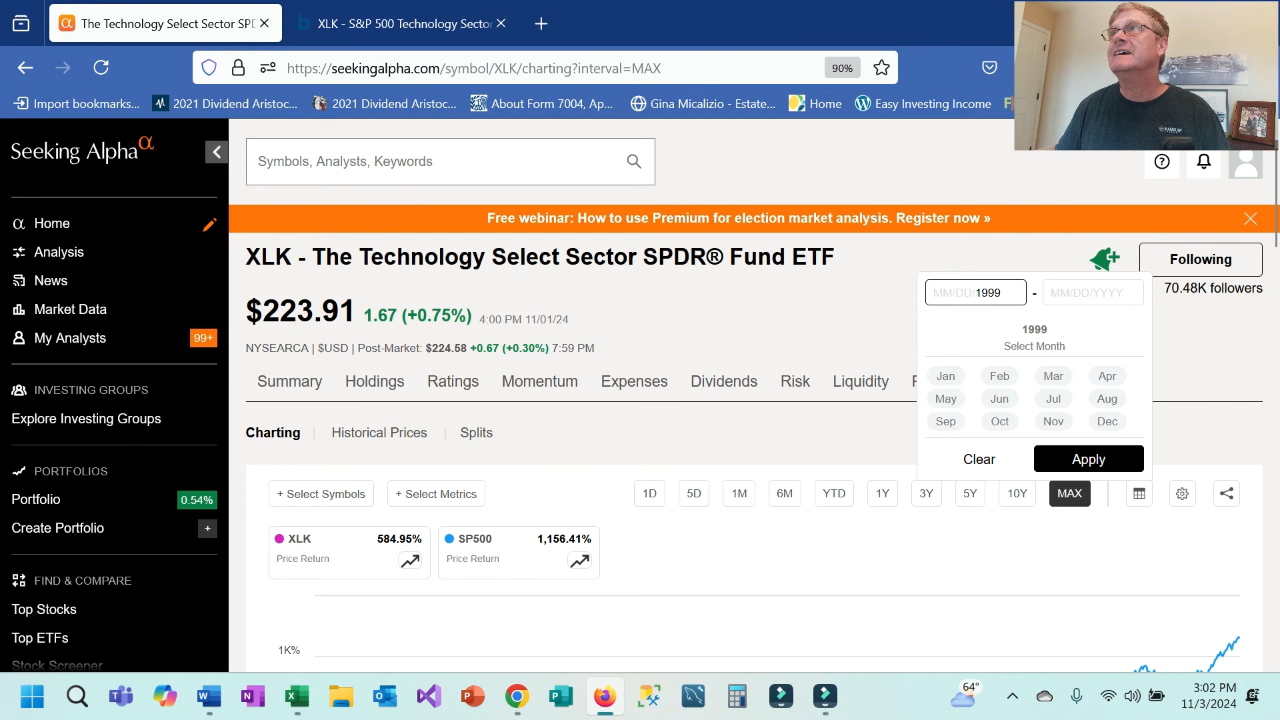 The Technology Select Sector SPD
XLK - S&P 500 Technology Sector
https://seekingalpha.com/symbol/XLK/charting?interval=MAX
90%
Import bookmarks...
2021 Dividend Aristoc...
2021 Dividend Aristoc...
About Form 7004, Ap...
Gina Micalizio - Estate...
Home
Easy Investing Income
Seeking Alpha α
Symbols, Analysts, Keywords
Free webinar: How to use Premium for election market analysis. Register now »
Home
Analysis
News
Market Data
My Analysts
99+
INVESTING GROUPS
Explore Investing Groups
PORTFOLIOS
Portfolio
0.54%
Create Portfolio
+
FIND & COMPARE
Top Stocks
Top ETFs
Stock Screener
XLK - The Technology Select Sector SPDR® Fund ETF
Following
70.48K followers
$223.91 1.67 (+0.75%) 4:00 PM 11/01/24
NYSEARCA | $USD | Post-Market: $224.58 +0.67 (+0.30%) 7:59 PM
MM/DD/1999 - MM/DD/YYYY
1999
Select Month
Jan Feb Mar Apr
May Jun Jul Aug
Sep Oct Nov Dec
Clear Apply
Summary Holdings Ratings Momentum Expenses Dividends Risk Liquidity
Charting | Historical Prices | Splits
+ Select Symbols + Select Metrics
1D 5D 1M 6M YTD 1Y 3Y 5Y 10Y MAX
XLK 584.95%
Price Return
SP500 1,156.41%
Price Return
1K%
64°
3:02 PM
11/3/2024